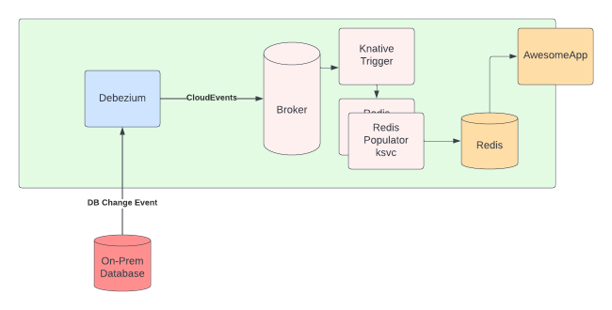 Knative
Trigger
AwesomeApp
Debezium
CloudEvents
Broker
Redis
Redis
Populator
ksvc
Redis
DB Change Event
On-Prem
Database